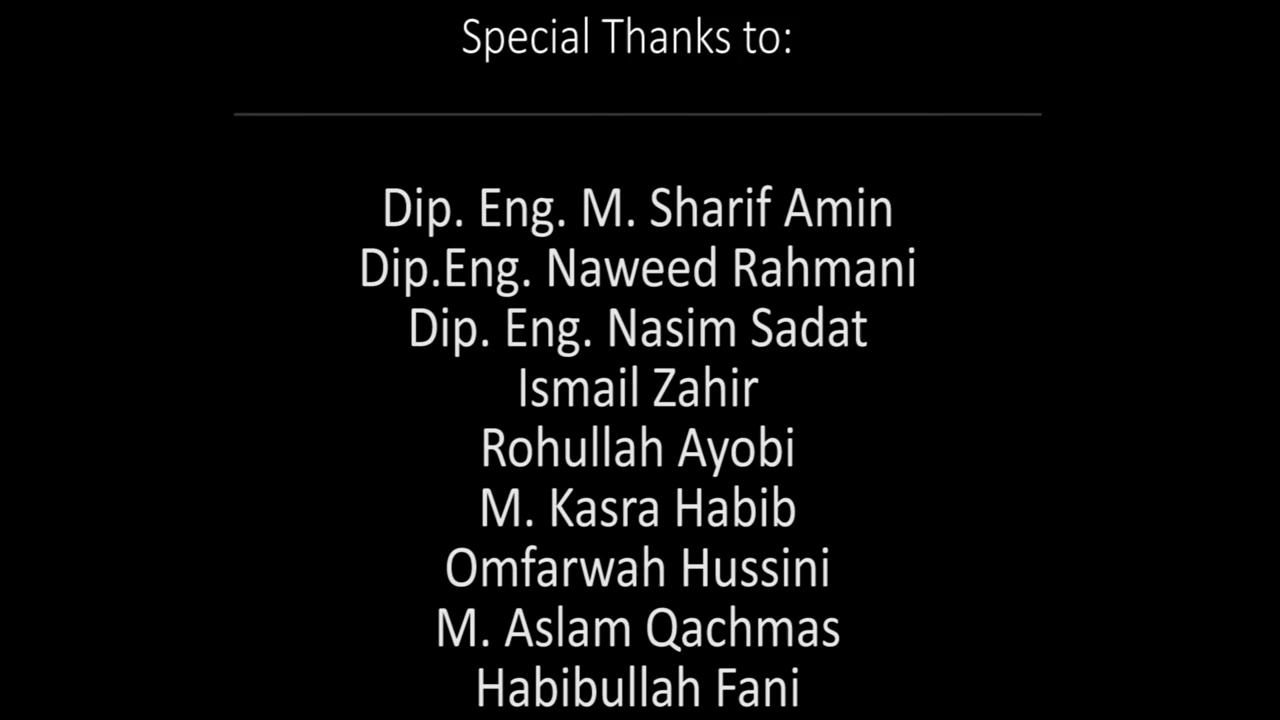 Special Thanks to:
Dip. Eng. M. Sharif Amin
Dip.Eng. Naweed Rahmani
Dip. Eng. Nasim Sadat
Ismail Zahir
Rohullah Ayobi
M. Kasra Habib
Omfarwah Hussini
M. Aslam Qachmas
Habibullah Fani